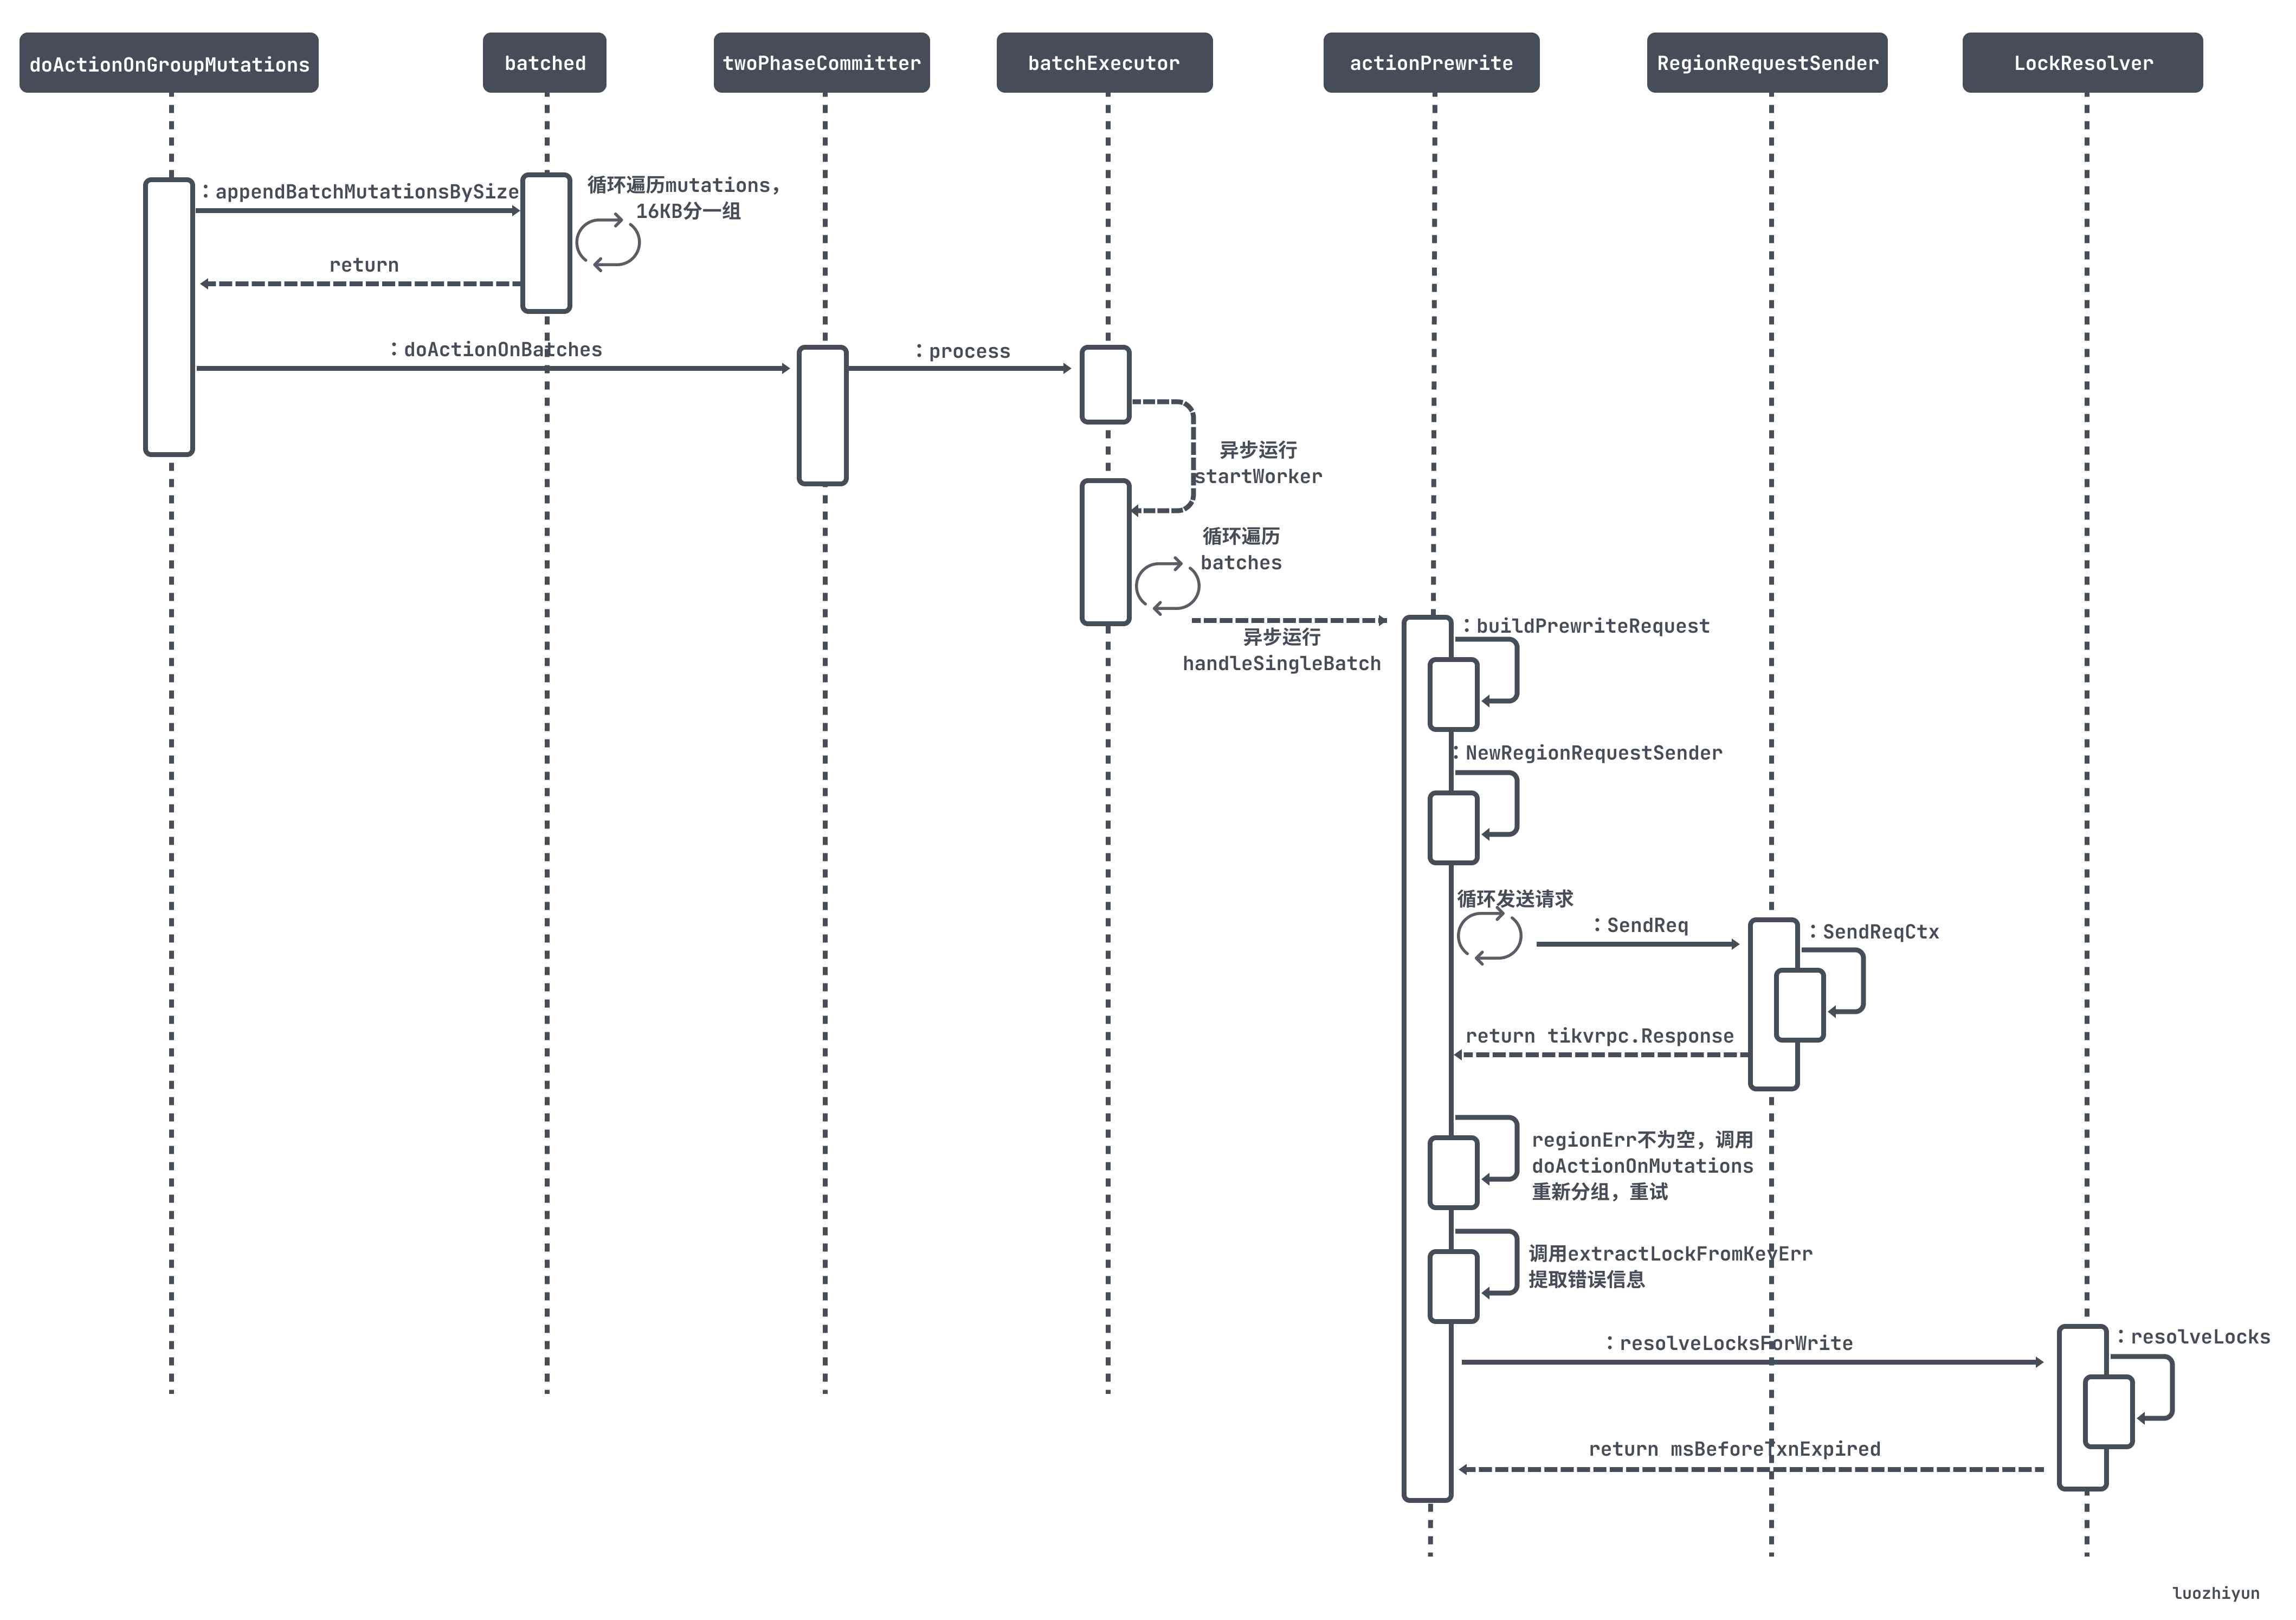 doActionOnGroupMutations
batched
twoPhaseCommitter
batchExecutor
actionPrewrite
RegionRequestSender
LockResolver
：appendBatchMutationsBySize
循环遍历mutations，
16KB分一组
return
：doActionOnBatches
：process
异步运行
startWorker
循环遍历
batches
异步运行
handleSingleBatch
：buildPrewriteRequest
：NewRegionRequestSender
循环发送请求
：SendReq
：SendReqCtx
return tikvrpc.Response
regionErr不为空，调用
doActionOnMutations
重新分组，重试
调用extractLockFromKeyErr
提取错误信息
：resolveLocksForWrite
：resolveLocks
return msBeforeTxnExpired
luozhiyun